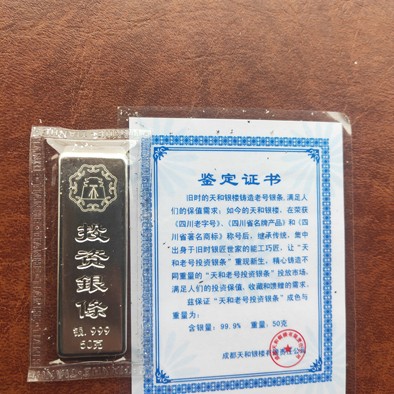 投資銀條
銀.999
50克
鉴定证书
旧时的天和银楼铸造老号银条,满足人
们的保值需求;如今的天和银楼,在荣获
《四川老字号》、《四川省名牌产品》和《四
川省著名商标》称号后,继承传统,集中
出身于旧时银匠世家的能工巧匠,让“天
和老号投资银条”重现新生,精心铸造不
同重量的“天和老号投资银条”投放市场,
满足人们的投资保值、收藏和馈赠的需求。
兹保证“天和老号投资银条”成色与
重量为:
含银量:99.9% 重量:50克
成都天和银楼有限责任公司